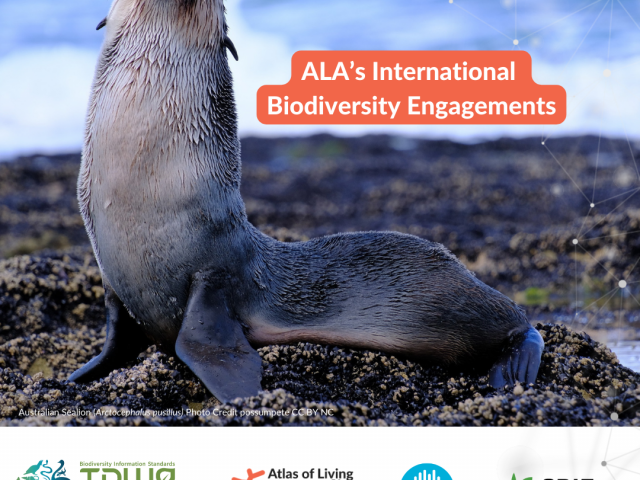 ALA’s International
Biodiversity Engagements
Australian Sealion (Arctocephalus pusillus) Photo Credit possumpete CC BY NC
Biodiversity Information Standards
TDWG
Atlas of Living